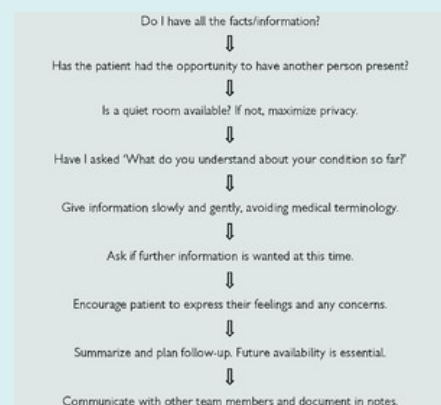 Do I have all the facts/information?
Has the patient had the opportunity to have another person present?
Is a quiet room available? If not, maximize privacy.
Have I asked ‘What do you understand about your condition so far?’
Give information slowly and gently, avoiding medical terminology.
Ask if further information is wanted at this time.
Encourage patient to express their feelings and any concerns.
Summarize and plan follow-up. Future availability is essential.
Communicate with other team members and document in notes.